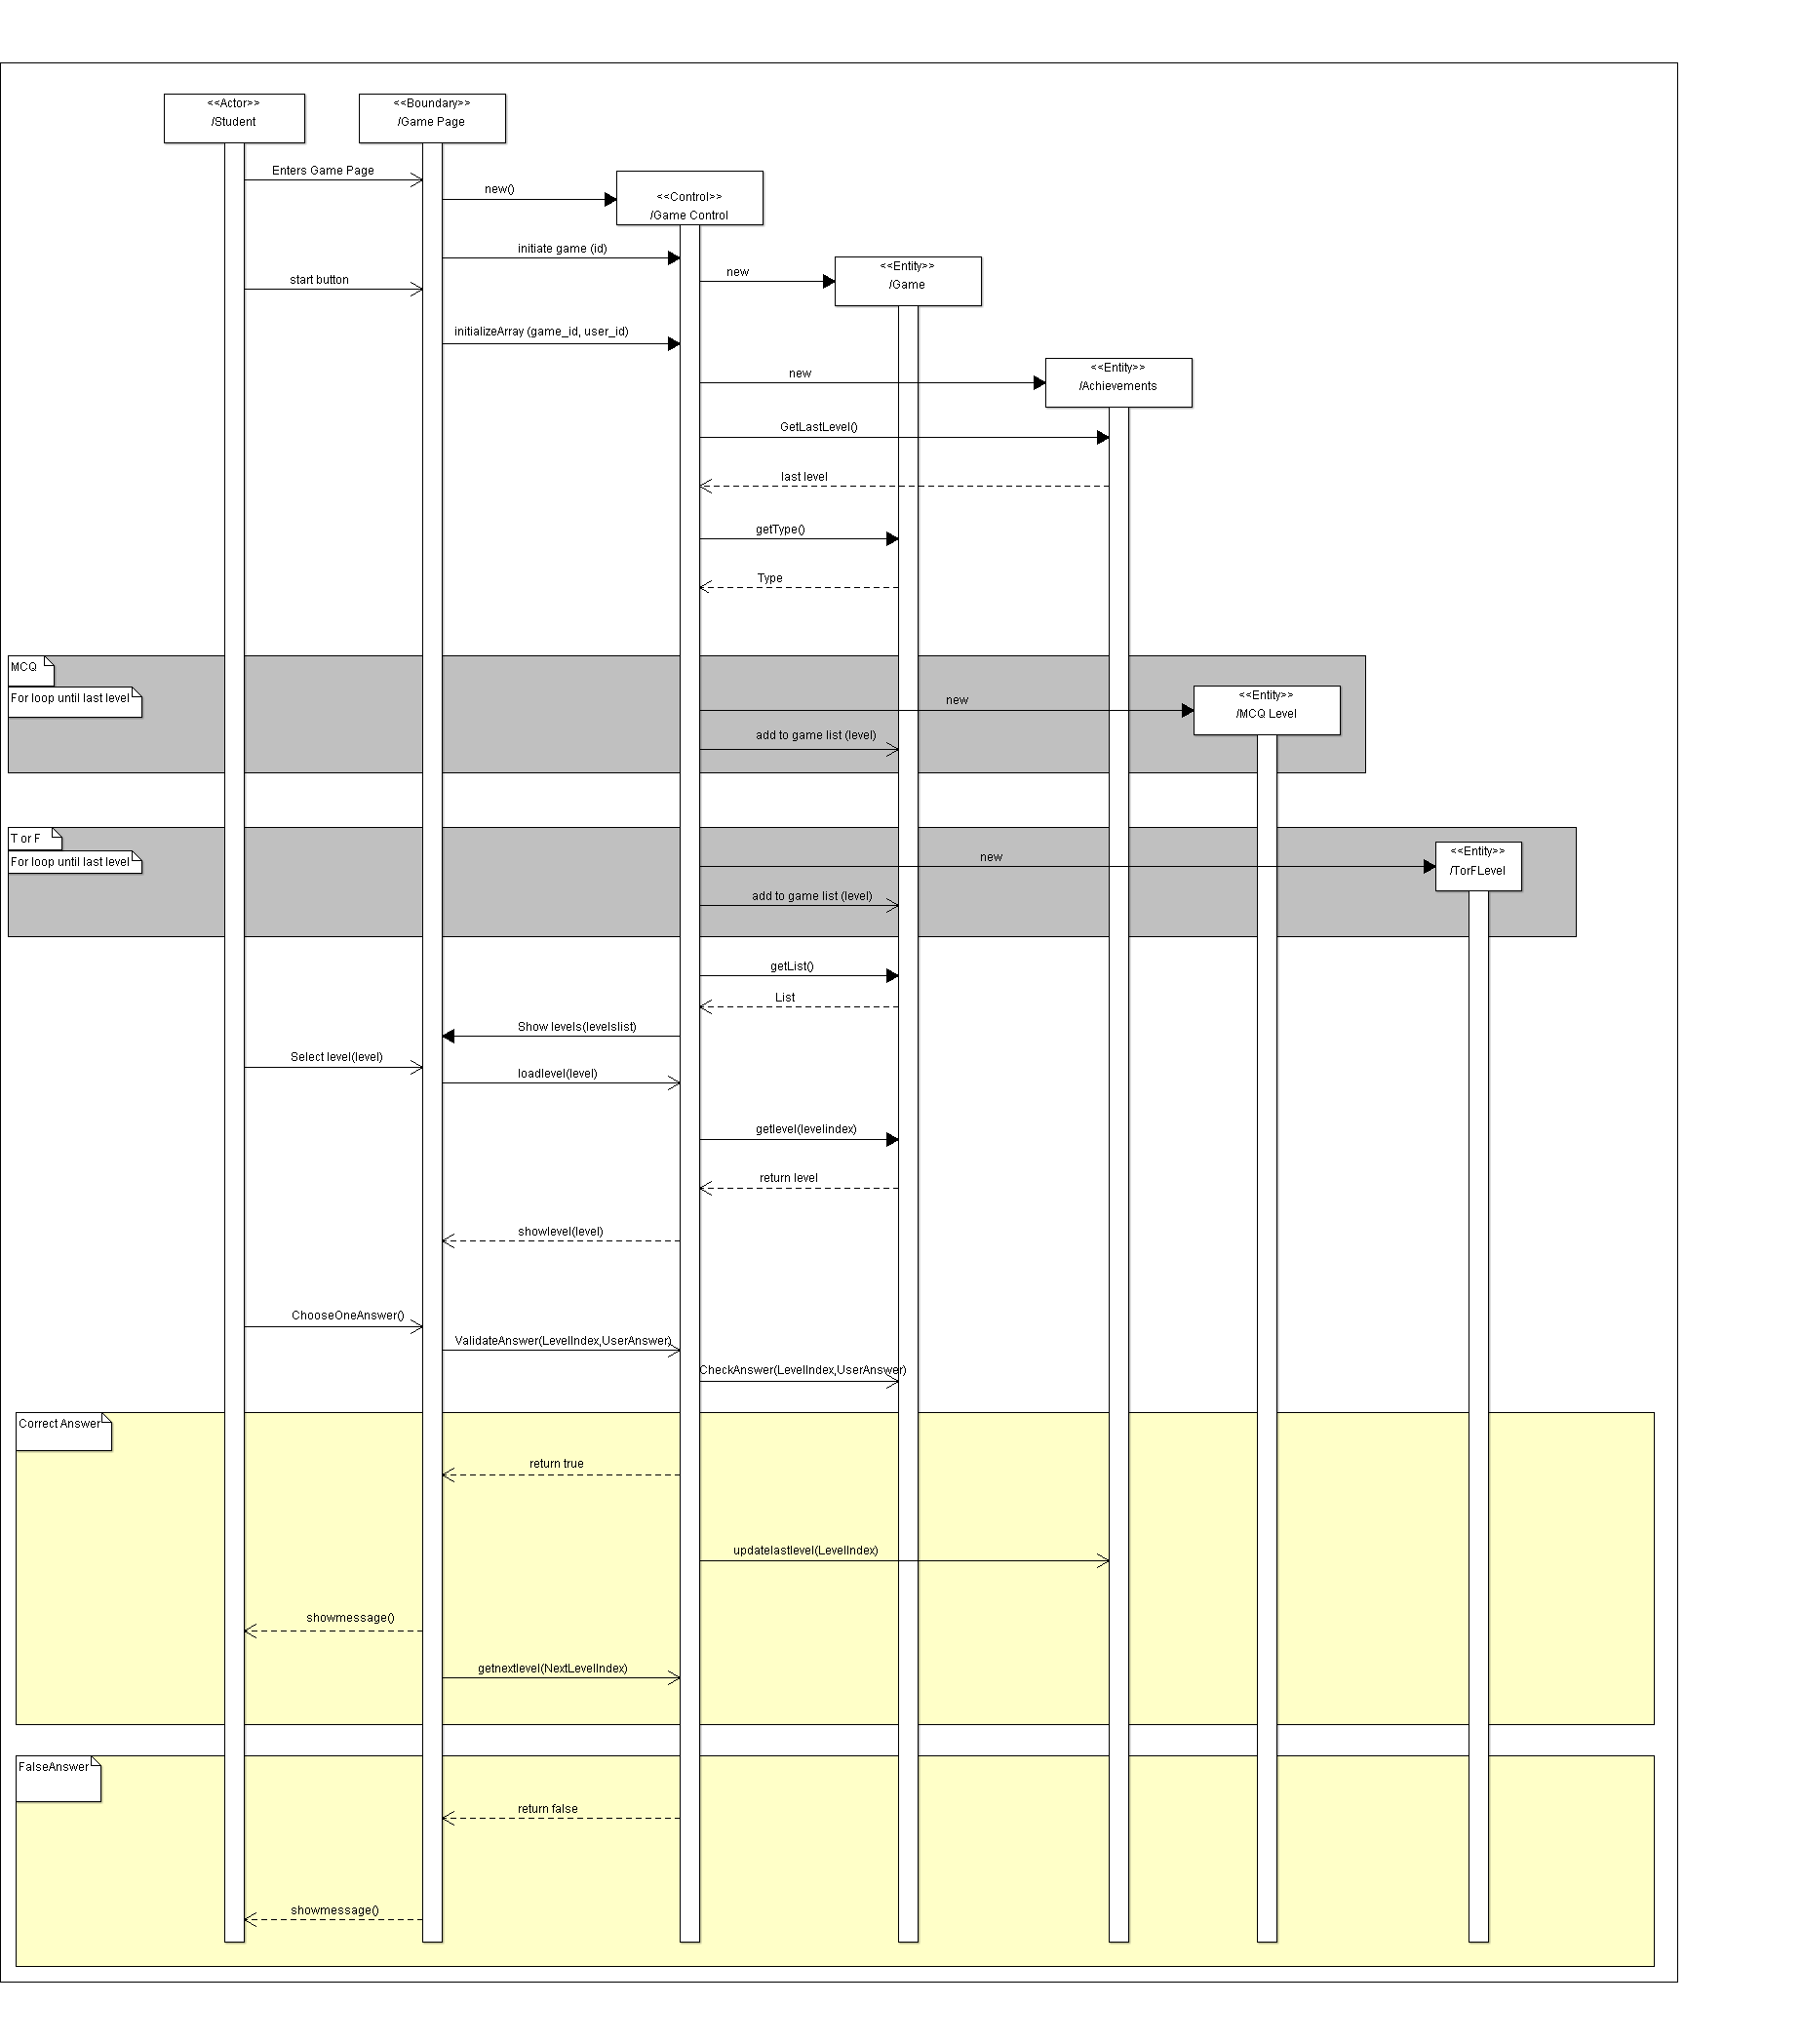 <<Actor>>
/Student
<<Boundary>>
/Game Page
Enters Game Page
new()
<<Control>>
/Game Control
initiate game (id)
<<Entity>>
/Game
new
start button
initializeArray (game_id, user_id)
<<Entity>>
/Achievements
new
GetLastLevel()
last level
getType()
Type
MCQ
For loop until last level
<<Entity>>
/MCQ Level
new
add to game list (level)
T or F
For loop until last level
<<Entity>>
/TorFLevel
new
add to game list (level)
getList()
List
Show levels(levelslist)
Select level(level)
loadlevel(level)
getlevel(levelindex)
return level
showlevel(level)
ChooseOneAnswer()
ValidateAnswer(LevelIndex,UserAnswer)
CheckAnswer(LevelIndex,UserAnswer)
Correct Answer
return true
updatelastlevel(LevelIndex)
showmessage()
getnextlevel(NextLevelIndex)
FalseAnswer
return false
showmessage()